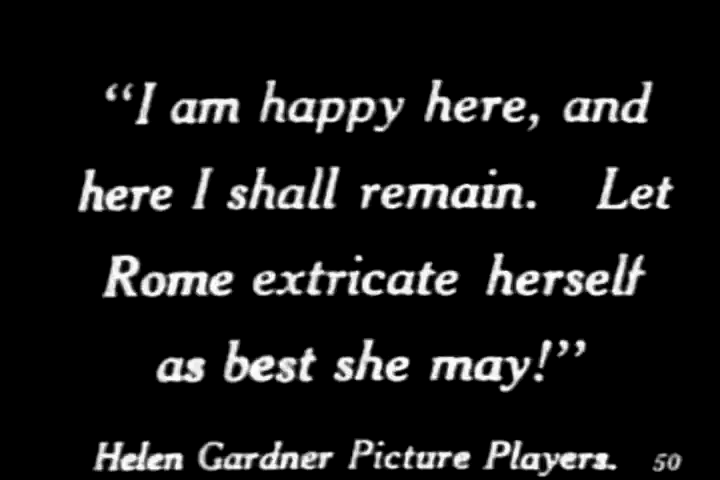 “I am happy here, and
here I shall remain. Let
Rome extricate herself
as best she may!”
Helen Gardner Picture Players. 50